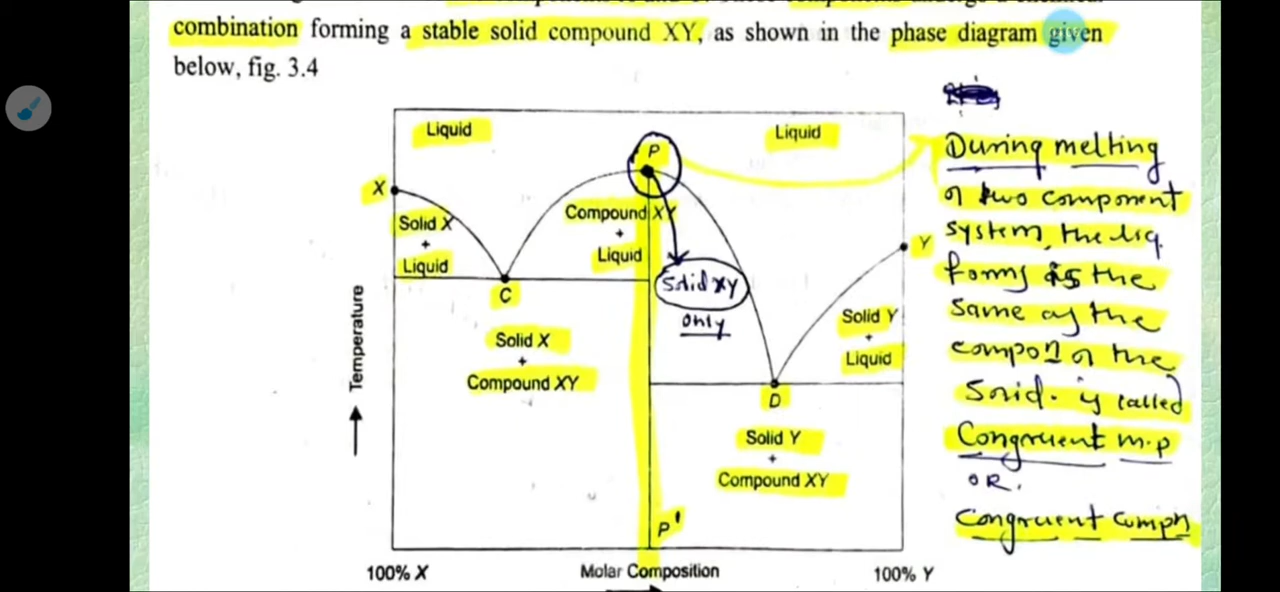 combination forming a stable solid compound XY, as shown in the phase diagram given
below, fig. 3.4
Liquid
Liquid
P
X
Solid X
+
Liquid
Compound XY
+
Liquid
Y
C
Solid XY
only
Solid X
+
Compound XY
Solid Y
+
Liquid
D
Solid Y
+
Compound XY
P'
Temperature
100% X
Molar Composition
100% Y
During melting
of two component
system, the liq.
forms is the
same as the
of the
Solid. is called
Congruent m.p
OR.
Congruent